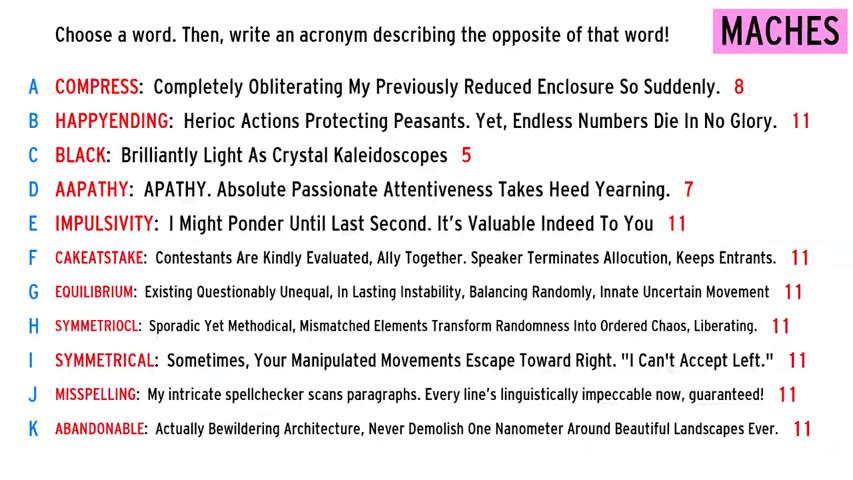 Choose a word. Then, write an acronym describing the opposite of that word!
MACHES
A COMPRESS: Completely Obliterating My Previously Reduced Enclosure So Suddenly. 8
B HAPPYENDING: Herioc Actions Protecting Peasants. Yet, Endless Numbers Die In No Glory. 11
C BLACK: Brilliantly Light As Crystal Kaleidoscopes 5
D AAPATHY: APATHY. Absolute Passionate Attentiveness Takes Heed Yearning. 7
E IMPULSIVITY: I Might Ponder Until Last Second. It's Valuable Indeed To You 11
F CAKEATSTAKE: Contestants Are Kindly Evaluated, Ally Together. Speaker Terminates Allocution, Keeps Entrants. 11
G EQUILIBRIUM: Existing Questionably Unequal, In Lasting Instability, Balancing Randomly, Innate Uncertain Movement 11
H SYMMETRIOCL: Sporadic Yet Methodical, Mismatched Elements Transform Randomness Into Ordered Chaos, Liberating. 11
I SYMMETRICAL: Sometimes, Your Manipulated Movements Escape Toward Right. "I Can't Accept Left." 11
J MISSPELLING: My intricate spellchecker scans paragraphs. Every line's linguistically impeccable now, guaranteed! 11
K ABANDONABLE: Actually Bewildering Architecture, Never Demolish One Nanometer Around Beautiful Landscapes Ever. 11